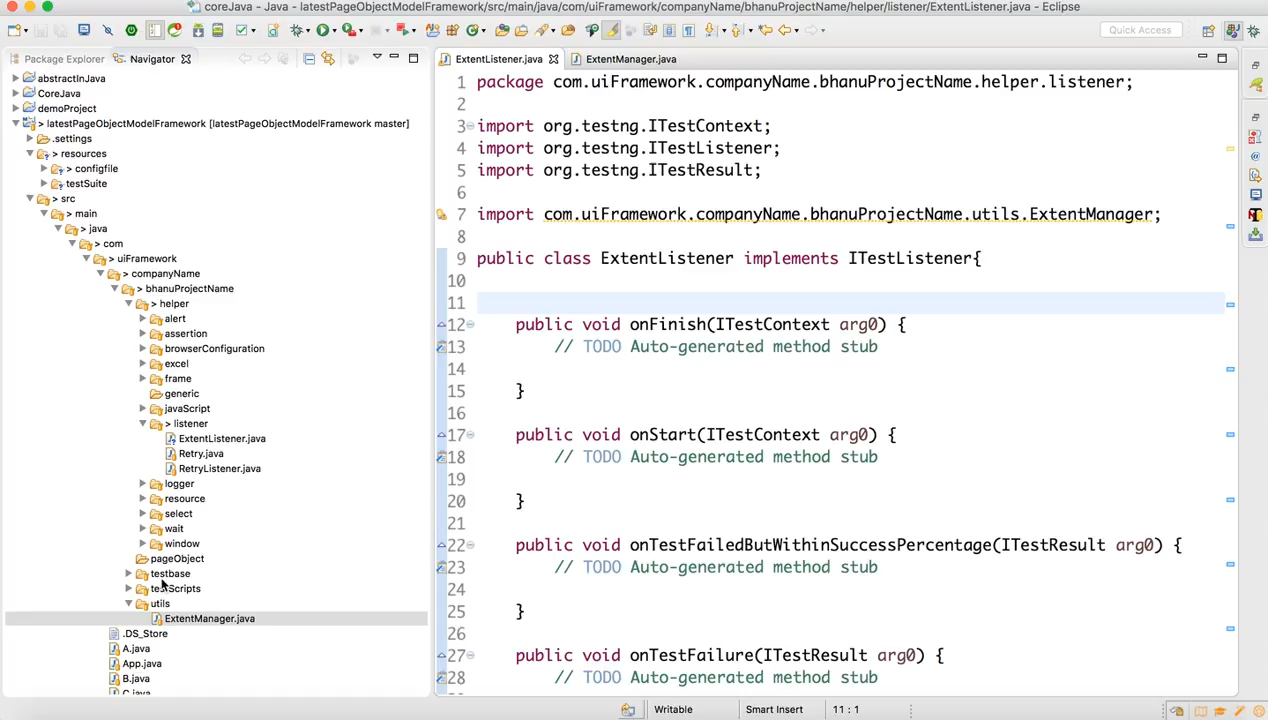 coreJava - Java - latestPageObjectModelFramework/src/main/java/com/uiFramework/companyName/bhanuProjectName/helper/listener/ExtentListener.java - Eclipse
Quick Access
Package Explorer
Navigator
abstractInJava
CoreJava
demoProject
> latestPageObjectModelFramework [latestPageObjectModelFramework master]
.settings
> resources
> configfile
testSuite
> src
> main
> java
> com
> uiFramework
> companyName
> bhanuProjectName
> helper
alert
assertion
browserConfiguration
excel
frame
generic
javaScript
> listener
ExtentListener.java
Retry.java
RetryListener.java
logger
resource
select
wait
window
pageObject
testbase
testScripts
utils
ExtentManager.java
.DS_Store
A.java
App.java
B.java
C.java
ExtentListener.java
ExtentManager.java
1 package com.uiFramework.companyName.bhanuProjectName.helper.listener;
2
3 import org.testng.ITestContext;
4 import org.testng.ITestListener;
5 import org.testng.ITestResult;
6
7 import com.uiFramework.companyName.bhanuProjectName.utils.ExtentManager;
8
9 public class ExtentListener implements ITestListener{
10
11
12 public void onFinish(ITestContext arg0) {
13 // TODO Auto-generated method stub
14
15 }
16
17 public void onStart(ITestContext arg0) {
18 // TODO Auto-generated method stub
19
20 }
21
22 public void onTestFailedButWithinSuccessPercentage(ITestResult arg0) {
23 // TODO Auto-generated method stub
24
25 }
26
27 public void onTestFailure(ITestResult arg0) {
28 // TODO Auto-generated method stub
Writable
Smart Insert
11 : 1